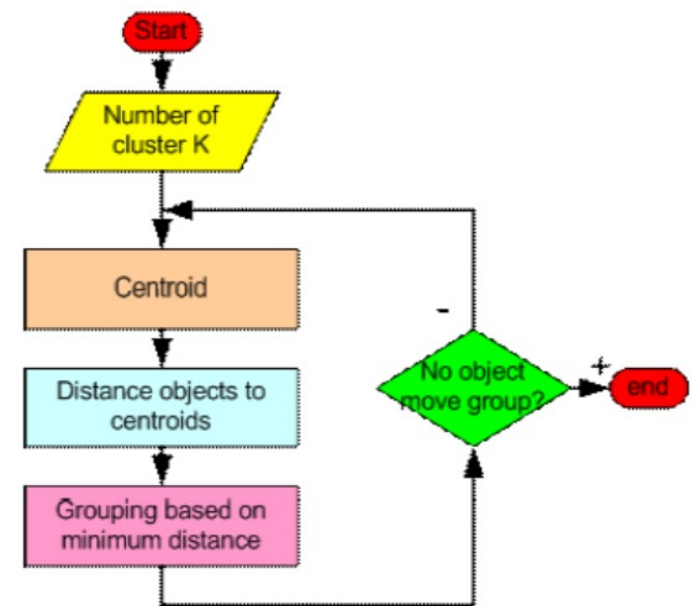 Start
Number of
cluster K
Centroid
Distance objects to
centroids
Grouping based on
minimum distance
-
No object
move group?
+
end